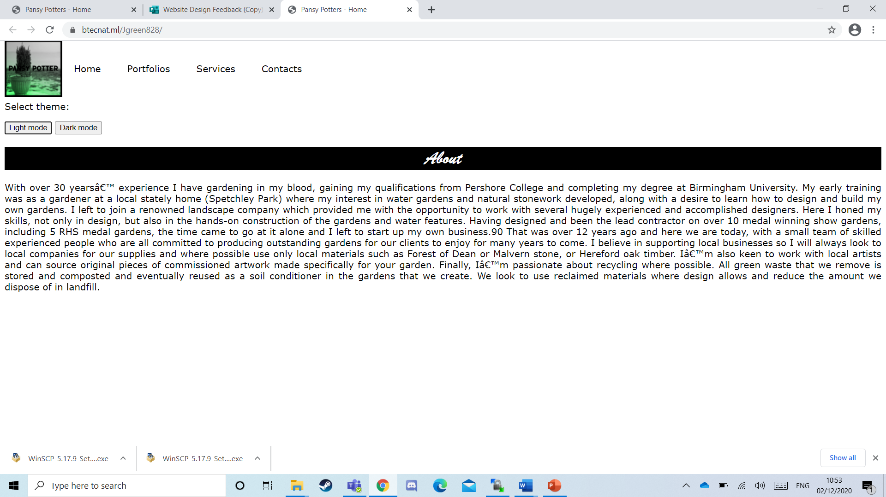 Pansy Potters - Home
Website Design Feedback (Copy)
Pansy Potters - Home
btecnat.ml/Jgreen828/
PANSY POTTER
Home Portfolios Services Contacts
Select theme:
Light mode Dark mode
About
With over 30 yearsâ€™ experience I have gardening in my blood, gaining my qualifications from Pershore College and completing my degree at Birmingham University. My early training
was as a gardener at a local stately home (Spetchley Park) where my interest in water gardens and natural stonework developed, along with a desire to learn how to design and build my
own gardens. I left to join a renowned landscape company which provided me with the opportunity to work with several hugely experienced and accomplished designers. Here I honed my
skills, not only in design, but also in the hands-on construction of the gardens and water features. Having designed and been the lead contractor on over 10 medal winning show gardens,
including 5 RHS medal gardens, the time came to go at it alone and I left to start up my own business.90 That was over 12 years ago and here we are today, with a small team of skilled
experienced people who are all committed to producing outstanding gardens for our clients to enjoy for many years to come. I believe in supporting local businesses so I will always look to
local companies for our supplies and where possible use only local materials such as Forest of Dean or Malvern stone, or Hereford oak timber. Iâ€™m also keen to work with local artists
and can source original pieces of commissioned artwork made specifically for your garden. Finally, Iâ€™m passionate about recycling where possible. All green waste that we remove is
stored and composted and eventually reused as a soil conditioner in the gardens that we create. We look to use reclaimed materials where design allows and reduce the amount we
dispose of in landfill.
WinSCP-5.17.9-Set....exe
WinSCP-5.17.9-Set....exe
Show all
Type here to search
ENG
10:53
02/12/2020
1